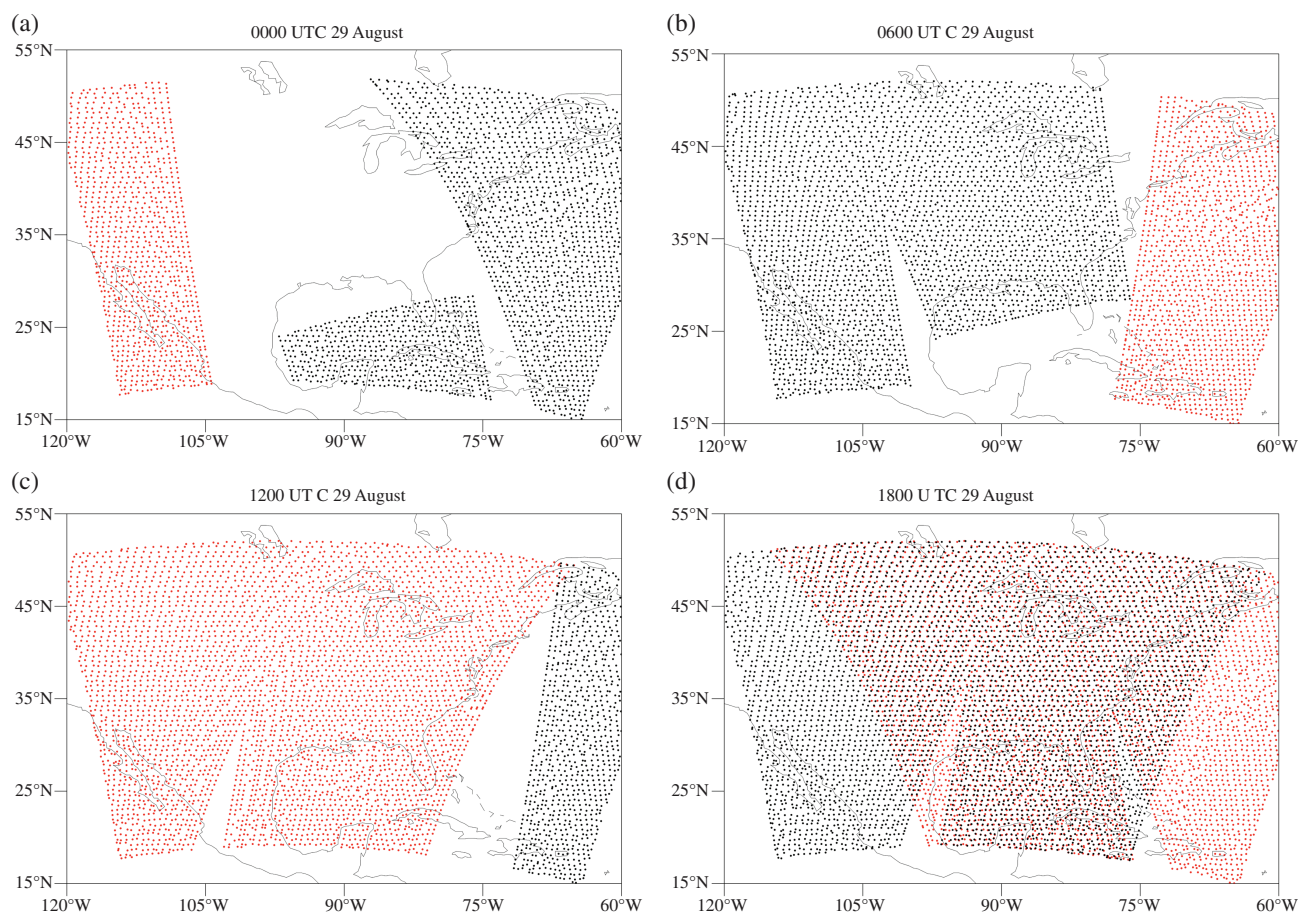 (a)
0000 UTC 29 August
55°N
45°N
35°N
25°N
15°N
120°W 105°W 90°W 75°W 60°W
(b)
0600 UT C 29 August
55°N
45°N
35°N
25°N
15°N
120°W 105°W 90°W 75°W 60°W
(c)
1200 UT C 29 August
55°N
45°N
35°N
25°N
15°N
120°W 105°W 90°W 75°W 60°W
(d)
1800 U TC 29 August
55°N
45°N
35°N
25°N
15°N
120°W 105°W 90°W 75°W 60°W